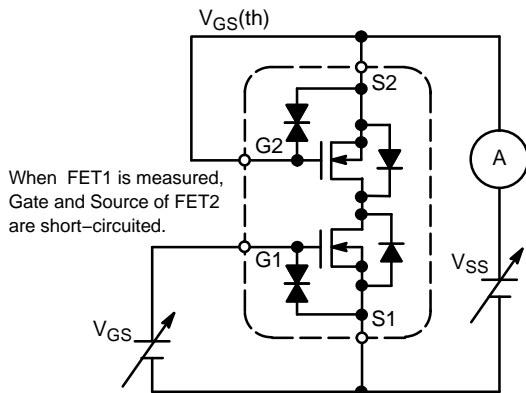 VGS(th)
S2
G2
A
When FET1 is measured,
Gate and Source of FET2
are short−circuited.
G1
VSS
S1
VGS